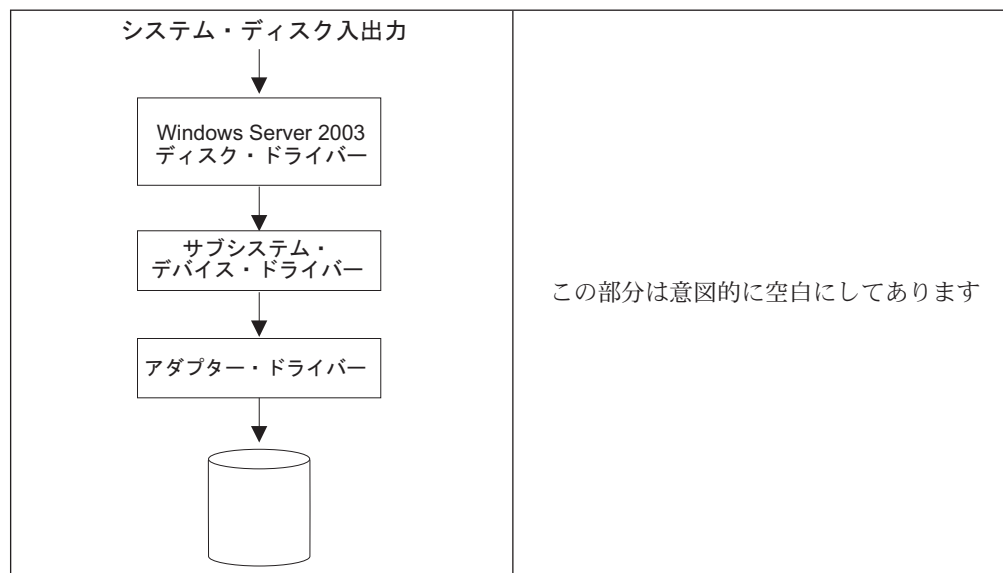 システム・ディスク入出力
Windows Server 2003
ディスク・ドライバー
サブシステム・
デバイス・ドライバー
アダプター・ドライバー
この部分は意図的に空白にしてあります